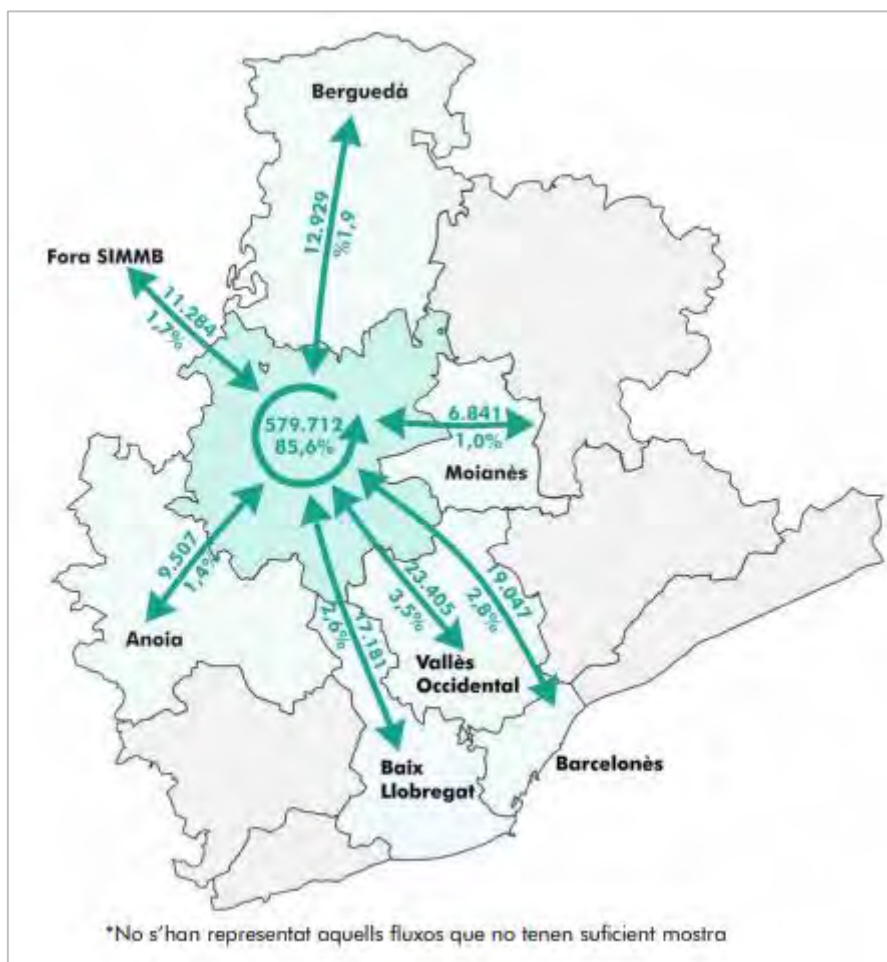 Berguedà
12.929
%1,9
Fora SIMMB
11.284
1,7%
579.712
85,6%
6.841
1,0%
Moianès
9.507
1,4%
Anoia
2,6%
17.181
23.405
3,5%
19.047
2,8%
Vallès
Occidental
Baix
Llobregat
Barcelonès
*No s'han representat aquells fluxos que no tenen suficient mostra